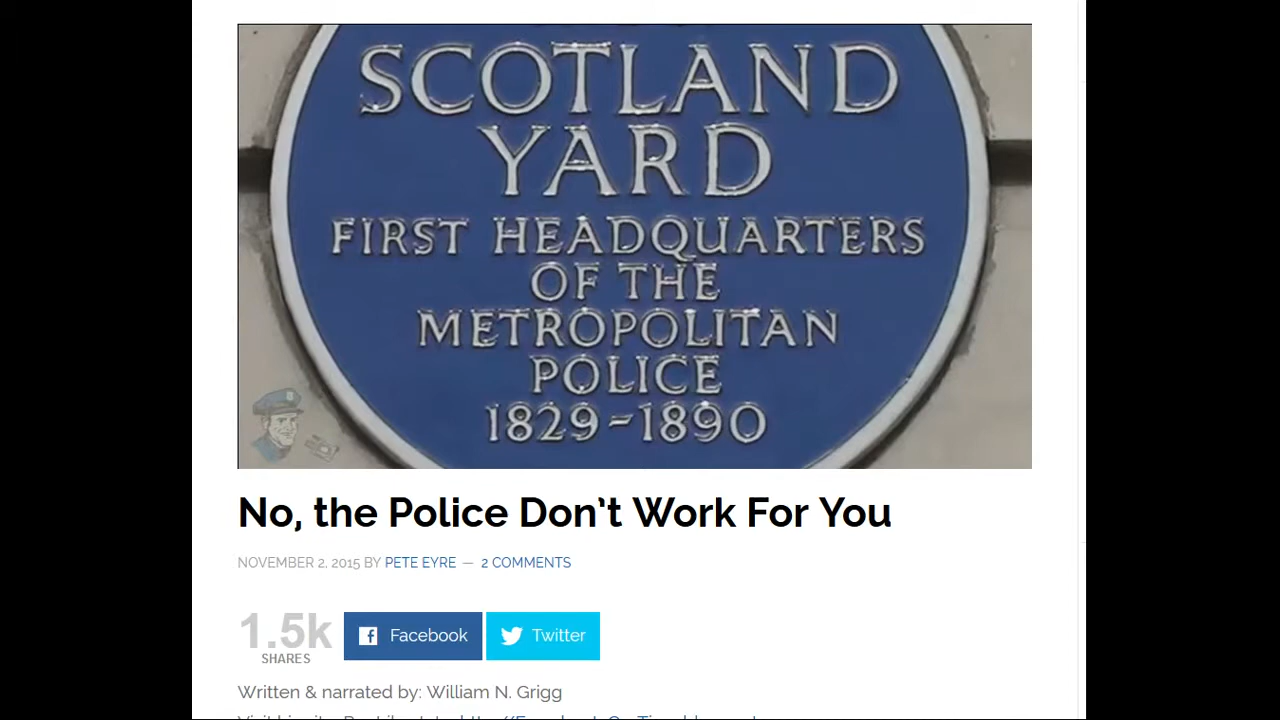 SCOTLAND
YARD
FIRST HEADQUARTERS
OF THE
METROPOLITAN
POLICE
1829-1890
No, the Police Don't Work For You
NOVEMBER 2, 2015 BY PETE EYRE — 2 COMMENTS
1.5k
SHARES
Facebook
Twitter
Written & narrated by: William N. Grigg